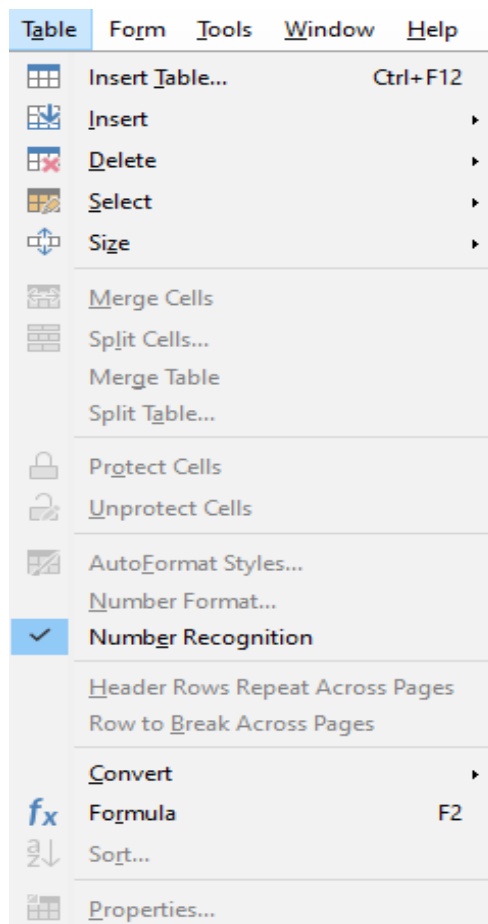 Table Form Tools Window Help
Insert Table... Ctrl+F12
Insert
Delete
Select
Size
Merge Cells
Split Cells...
Merge Table
Split Table...
Protect Cells
Unprotect Cells
AutoFormat Styles...
Number Format...
Number Recognition
Header Rows Repeat Across Pages
Row to Break Across Pages
Convert
fx Formula F2
Sort...
Properties...